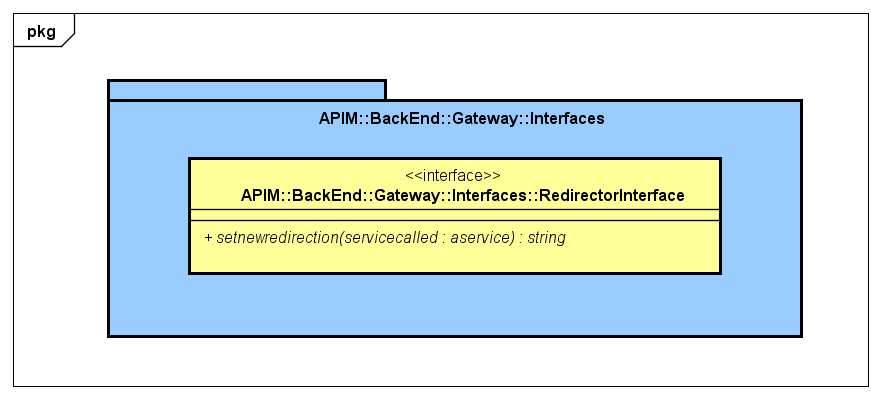 pkg
APIM::BackEnd::Gateway::Interfaces
<<interface>>
APIM::BackEnd::Gateway::Interfaces::RedirectorInterface
+ setnewredirection(servicecalled : aservice) : string